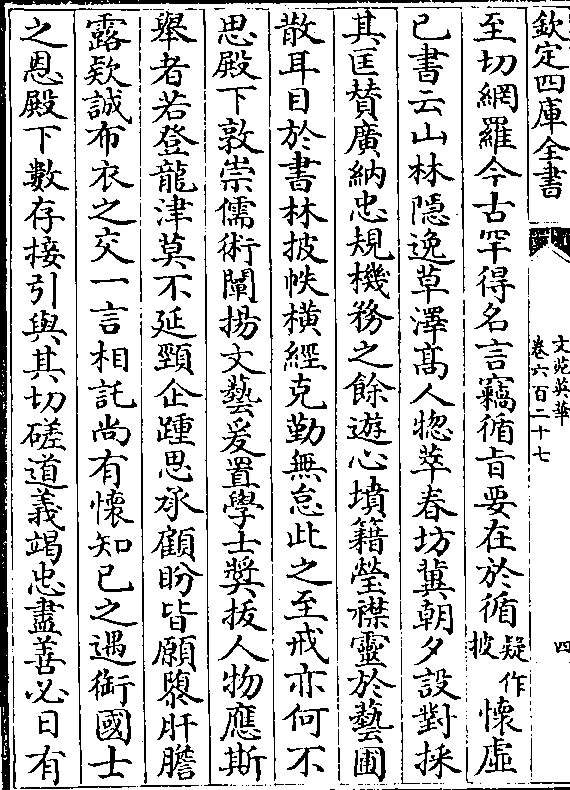 欽定四庫全書
文苑英華
卷六百二十七
四
至切網羅今古罕得名言竊循㫖要在於循疑作披懷虛
已書云山林隠逸草澤髙人惣萃春坊冀朝夕設對採
其匡賛廣納忠規機務之餘遊心墳籍瑩襟靈於藝圃
散耳目於書林披帙横經克勤無怠此之至戒亦何不
思殿下敦崇儒術闡揚文藝爰置學士奬拔人物應斯
舉者若登龍津莫不延頸企踵思承顧盼皆願隳肝膽
露欵誠布衣之交一言相託尚有懷知已之遇銜國士
之恩殿下數存接引與其切磋道義竭忠盡善必日有